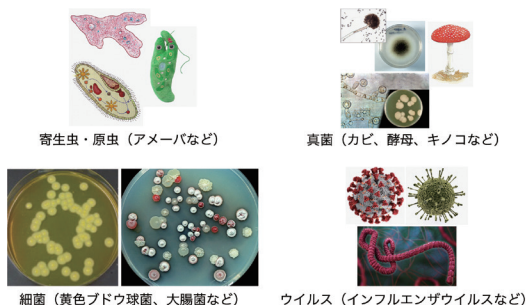 寄生虫・原虫（アメーバなど）
真菌（カビ、酵母、キノコなど）
細菌（黄色ブドウ球菌、大腸菌など）
ウイルス（インフルエンザウイルスなど）